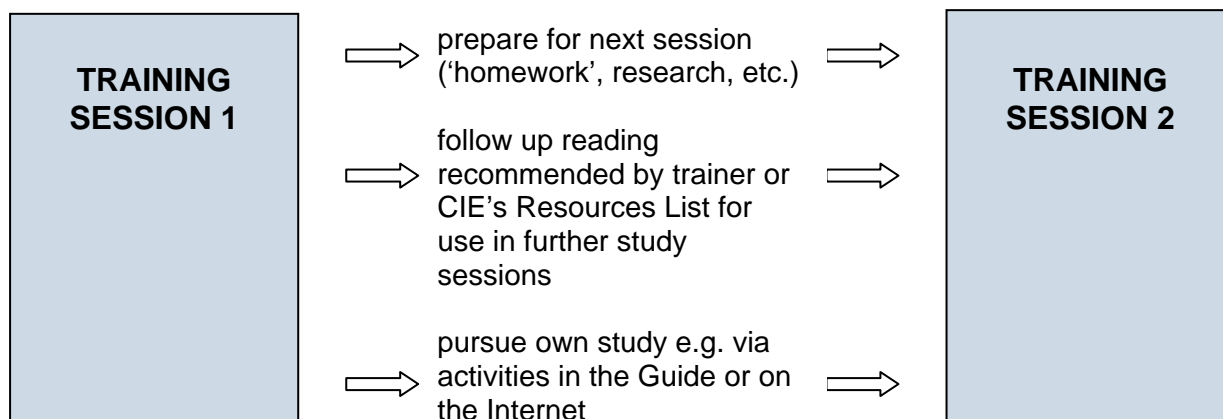 TRAINING
SESSION 1
prepare for next session
(‘homework’, research, etc.)
follow up reading
recommended by trainer or
CIE’s Resources List for
use in further study
sessions
pursue own study e.g. via
activities in the Guide or on
the Internet
TRAINING
SESSION 2